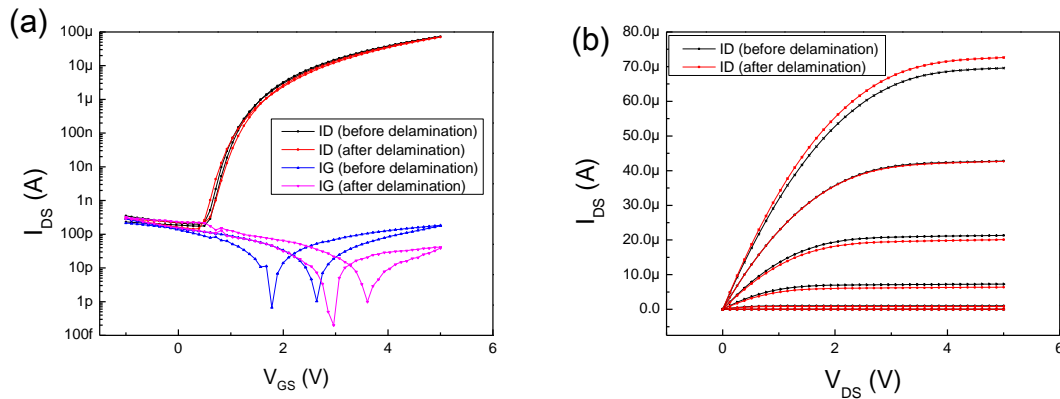 (a)
100µ
10µ
1µ
100n
10n
1n
100p
10p
1p
100f
I_DS (A)
ID (before delamination)
ID (after delamination)
IG (before delamination)
IG (after delamination)
0 2 4 6
V_GS (V)
(b)
80.0µ
70.0µ
60.0µ
50.0µ
40.0µ
30.0µ
20.0µ
10.0µ
0.0
I_DS (A)
ID (before delamination)
ID (after delamination)
0 2 4 6
V_DS (V)